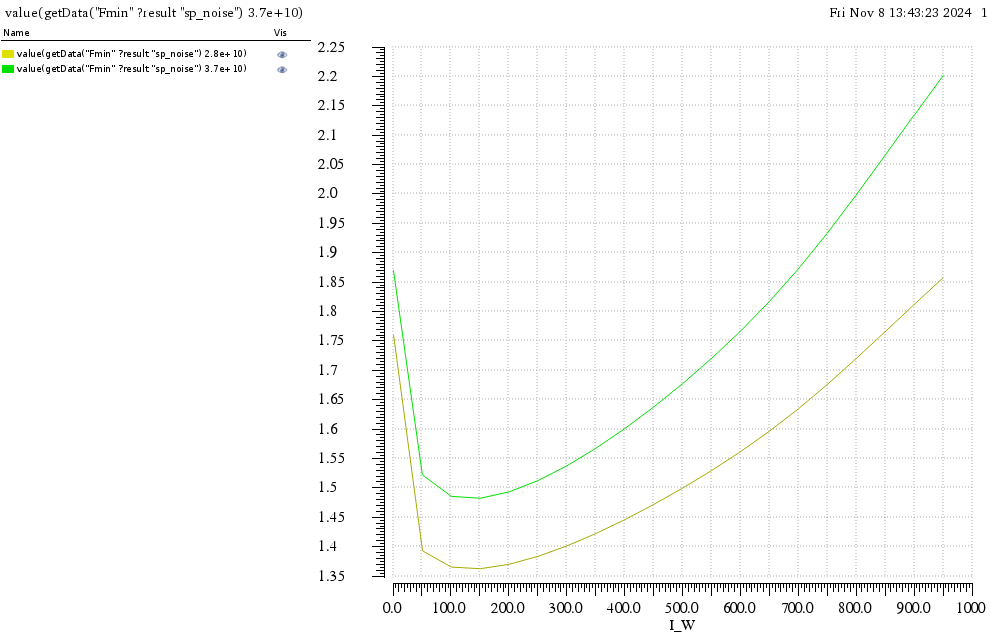 value(getData("Fmin" ?result "sp_noise") 3.7e+10)
Fri Nov 8 13:43:23 2024 1
Name Vis
value(getData("Fmin" ?result "sp_noise") 2.8e+10)
value(getData("Fmin" ?result "sp_noise") 3.7e+10)
2.25
2.2
2.15
2.1
2.05
2.0
1.95
1.9
1.85
1.8
1.75
1.7
1.65
1.6
1.55
1.5
1.45
1.4
1.35
0.0 100.0 200.0 300.0 400.0 500.0 600.0 700.0 800.0 900.0 1000
I_W